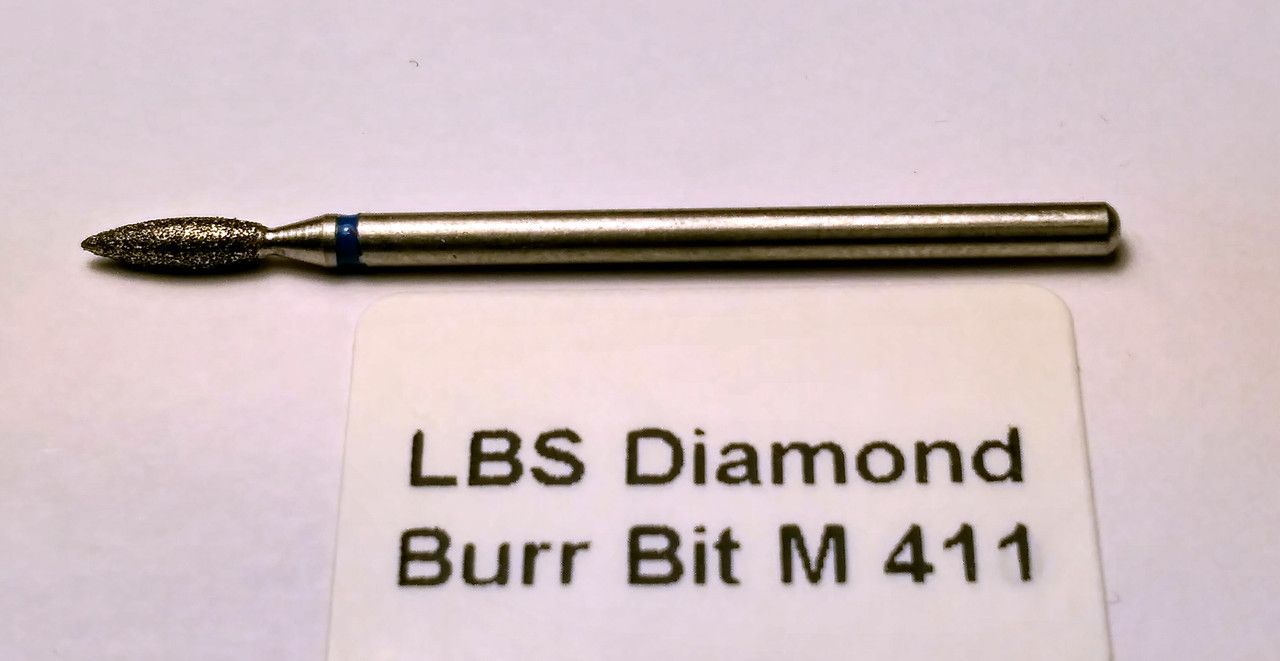 LBS Diamond
Burr Bit M 411